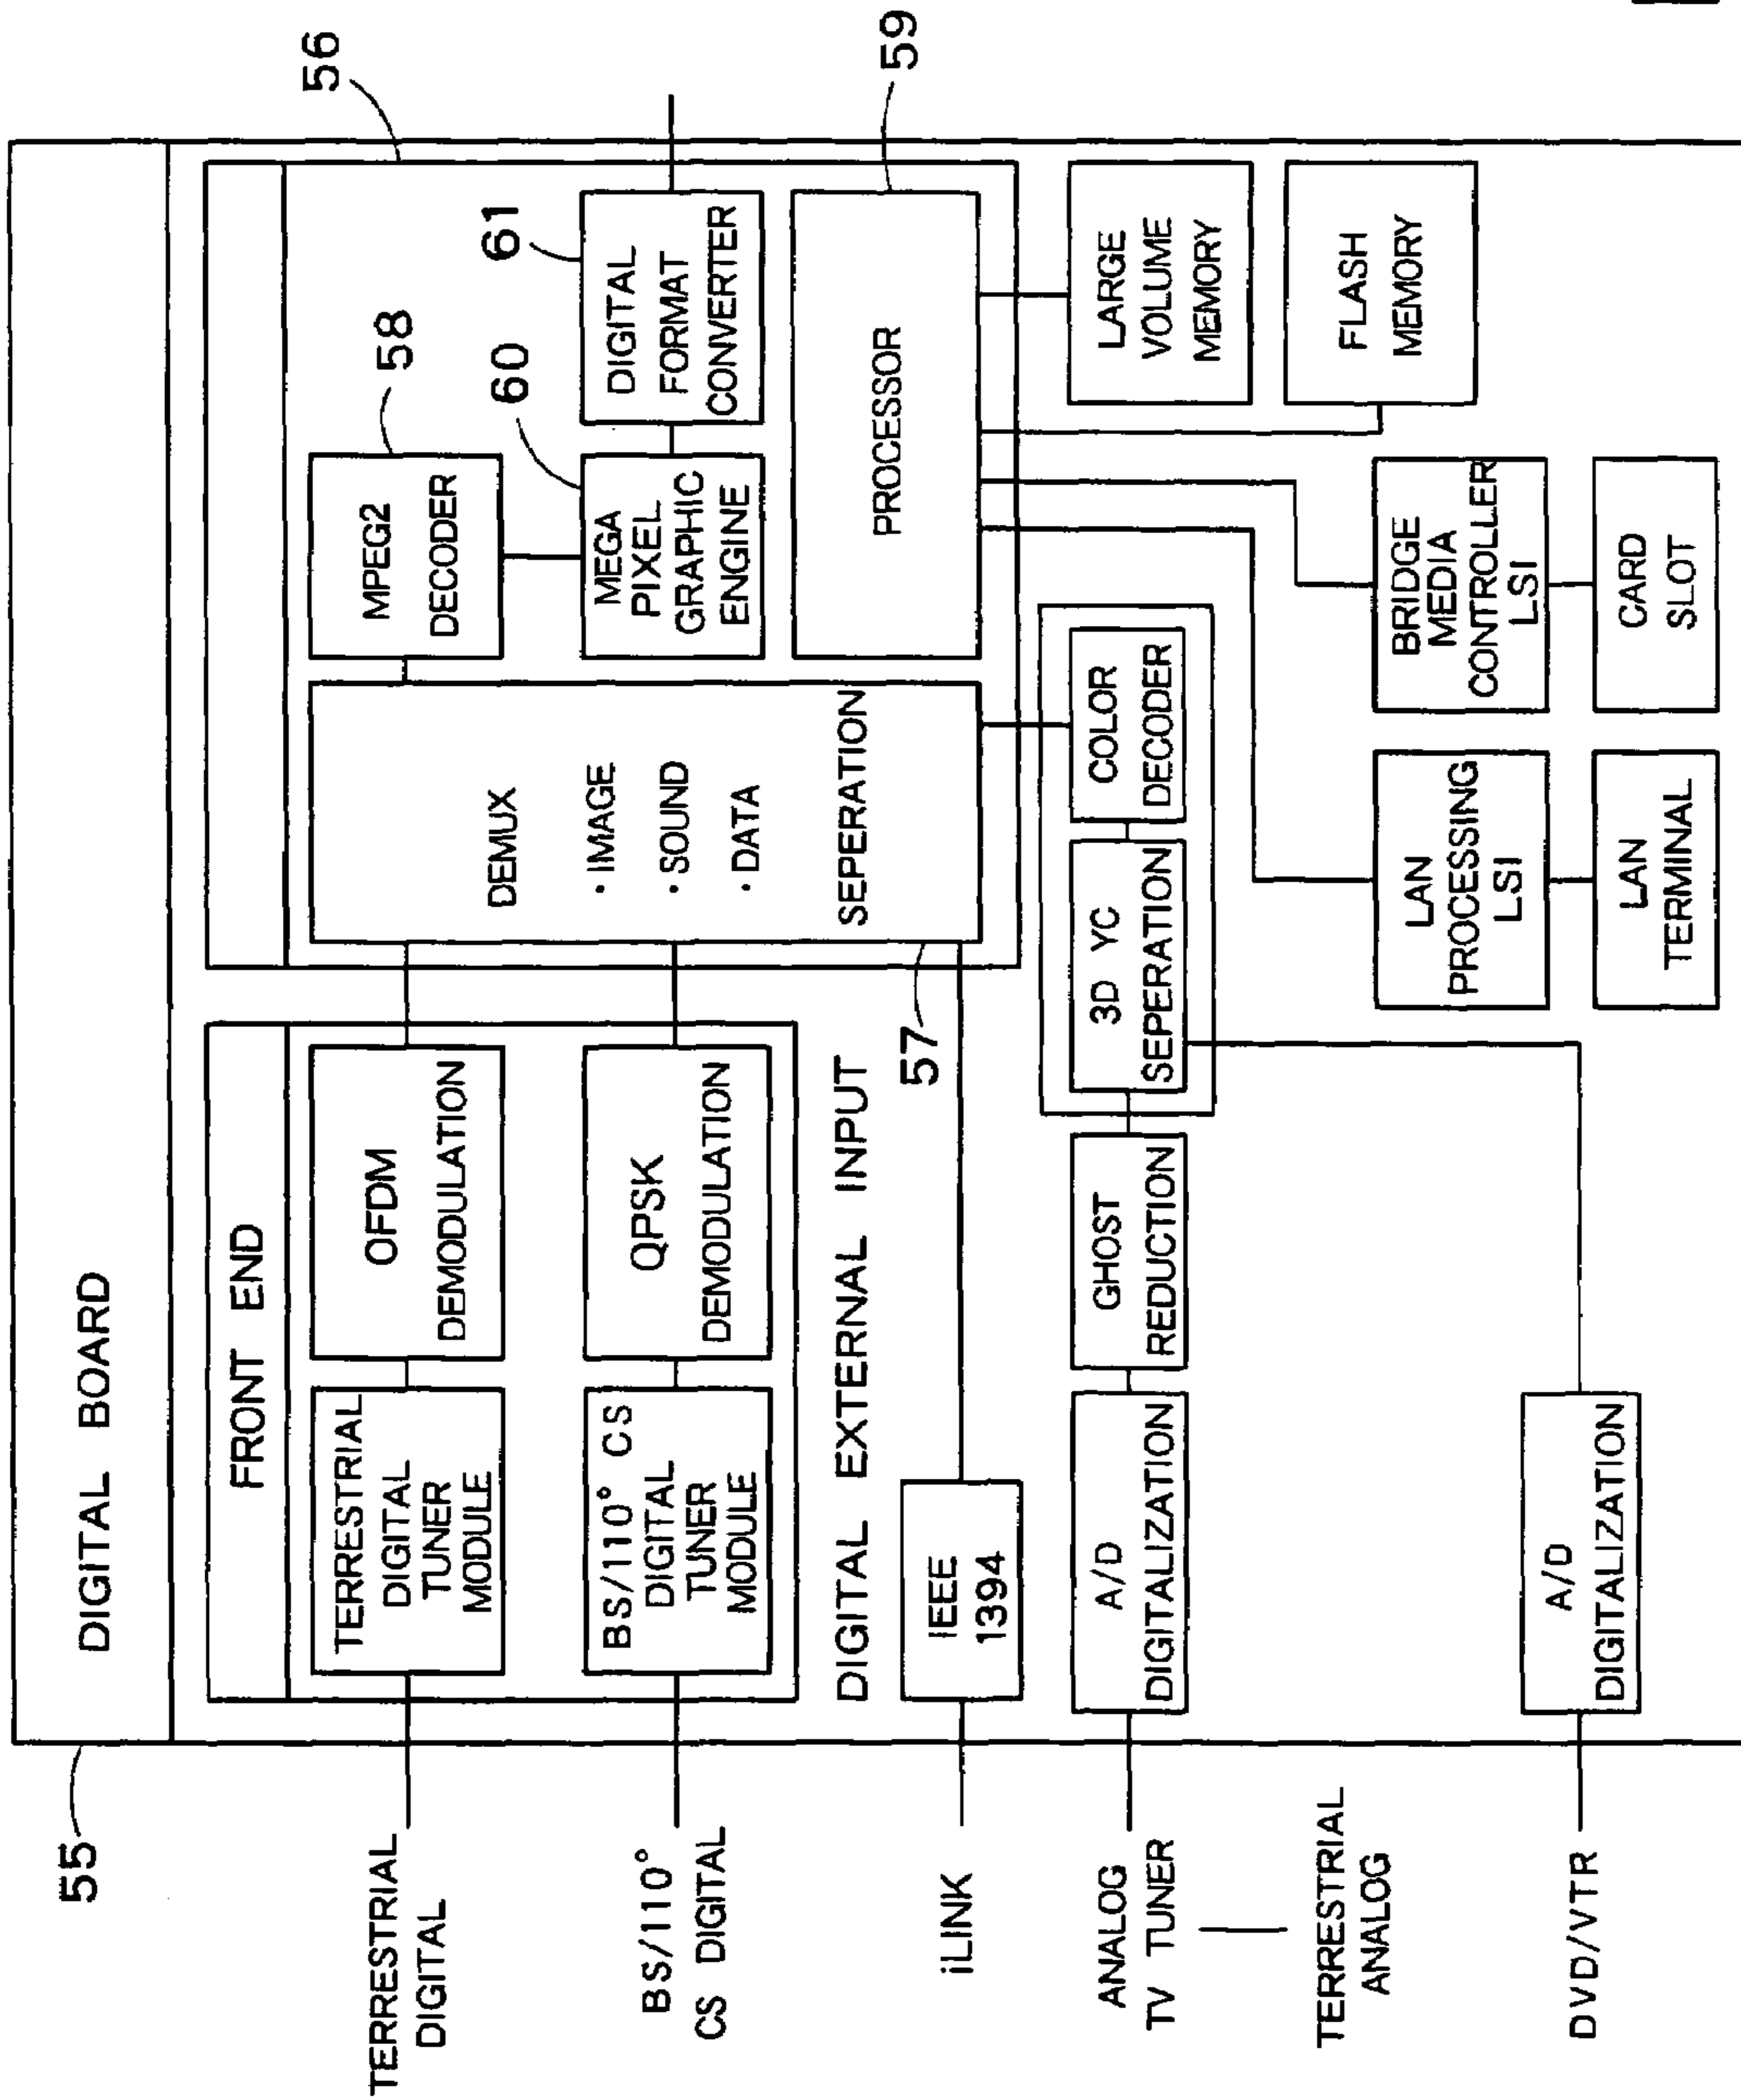 55
DIGITAL BOARD
56
FRONT END
TERRESTRIAL
DIGITAL
TERRESTRIAL
DIGITAL
TUNER
MODULE
OFDM
DEMODULATION
BS/110°
CS DIGITAL
BS/110° CS
DIGITAL
TUNER
MODULE
QPSK
DEMODULATION
DEMUX
· IMAGE
· SOUND
· DATA
SEPERATION
57
MPEG2
DECODER
58
60
MEGA
PIXEL
GRAPHIC
ENGINE
61
DIGITAL
FORMAT
CONVERTER
PROCESSOR
59
DIGITAL EXTERNAL INPUT
iLINK
IEEE
1394
ANALOG
TV TUNER
TERRESTRIAL
ANALOG
A/D
DIGITALIZATION
GHOST
REDUCTION
3D YC
SEPERATION
COLOR
DECODER
LARGE
VOLUME
MEMORY
FLASH
MEMORY
LAN
PROCESSING
LSI
LAN
TERMINAL
BRIDGE
MEDIA
CONTROLLER
LSI
CARD
SLOT
DVD/VTR
A/D
DIGITALIZATION